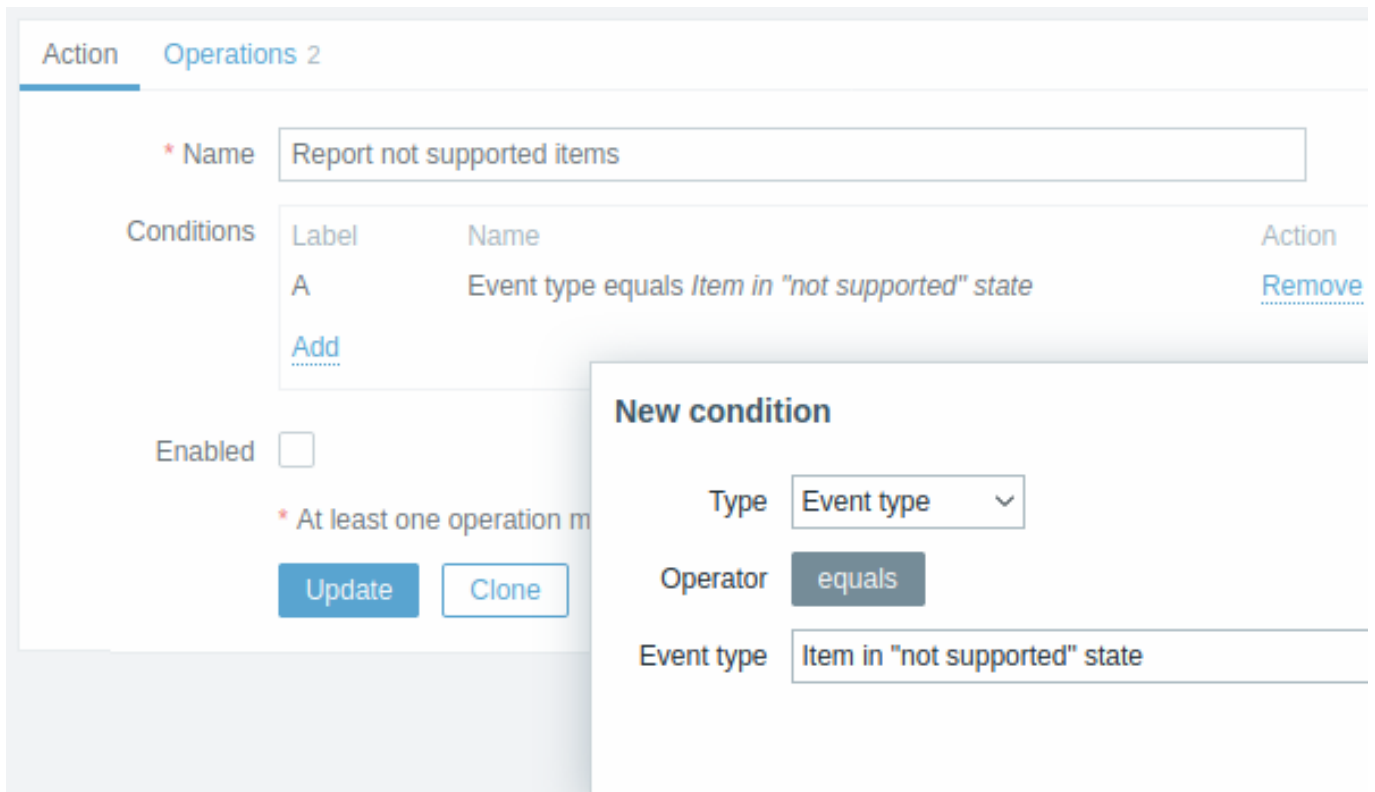 Action Operations 2
* Name Report not supported items
Conditions Label Name Action
A Event type equals Item in "not supported" state Remove
Add
New condition
Enabled
Type Event type
* At least one operation
Operator equals
Update Clone
Event type Item in "not supported" state